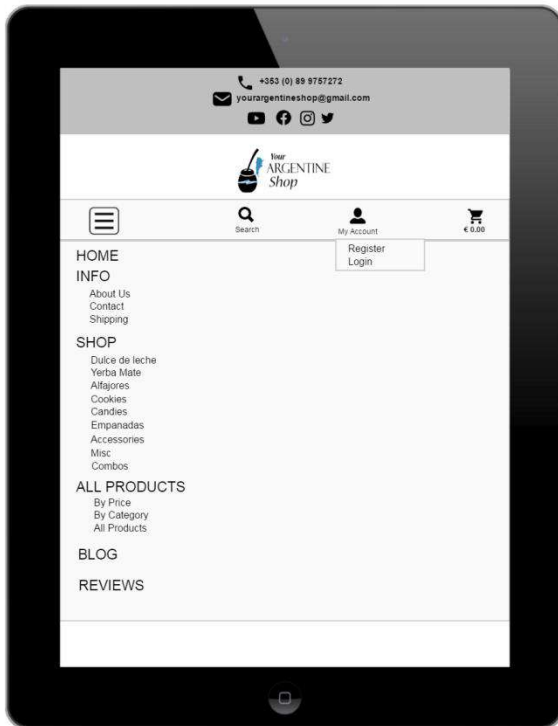 +353 (0) 89 9757272
yourargentineshop@gmail.com
Your
ARGENTINE
Shop
Search
My Account
€ 0.00
Register
Login
HOME
INFO
About Us
Contact
Shipping
SHOP
Dulce de leche
Yerba Mate
Alfajores
Cookies
Candies
Empanadas
Accessories
Misc
Combos
ALL PRODUCTS
By Price
By Category
All Products
BLOG
REVIEWS